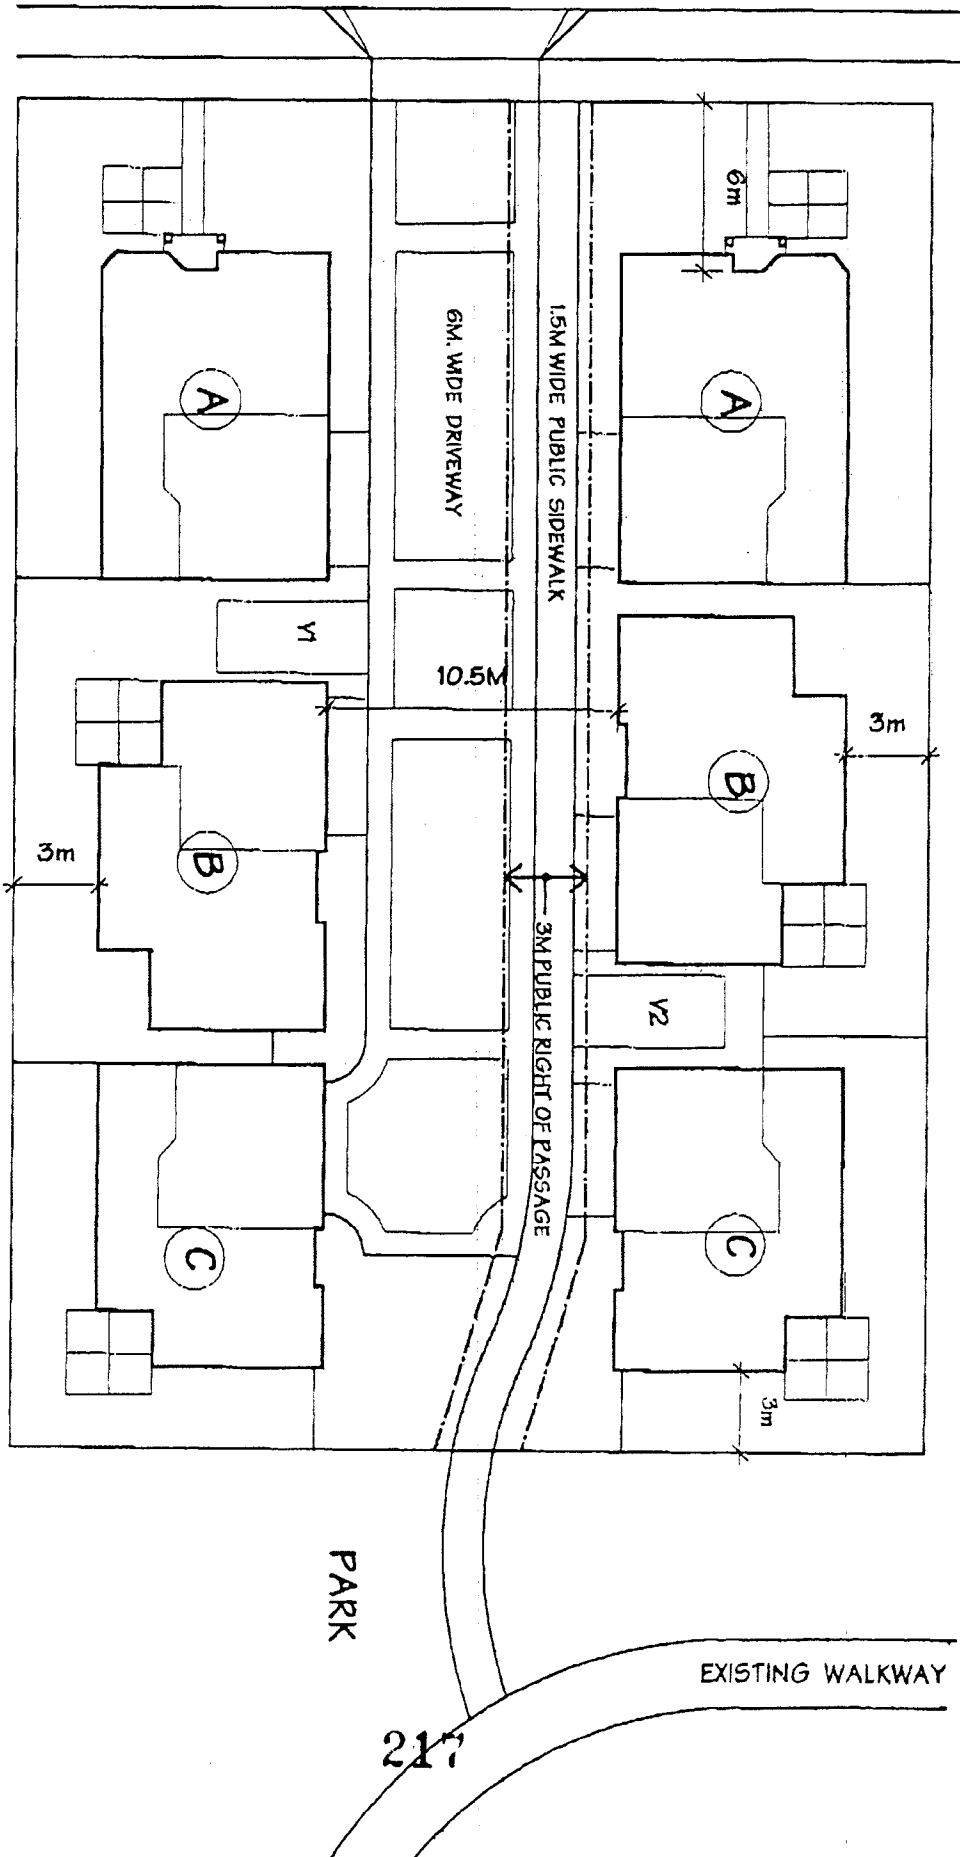 6m
A
A
6M. WIDE DRIVEWAY
1.5M WIDE PUBLIC SIDEWALK
V1
10.5M
3m
B
B
3m
V2
3M PUBLIC RIGHT OF PASSAGE
C
C
3m
PARK
EXISTING WALKWAY
217